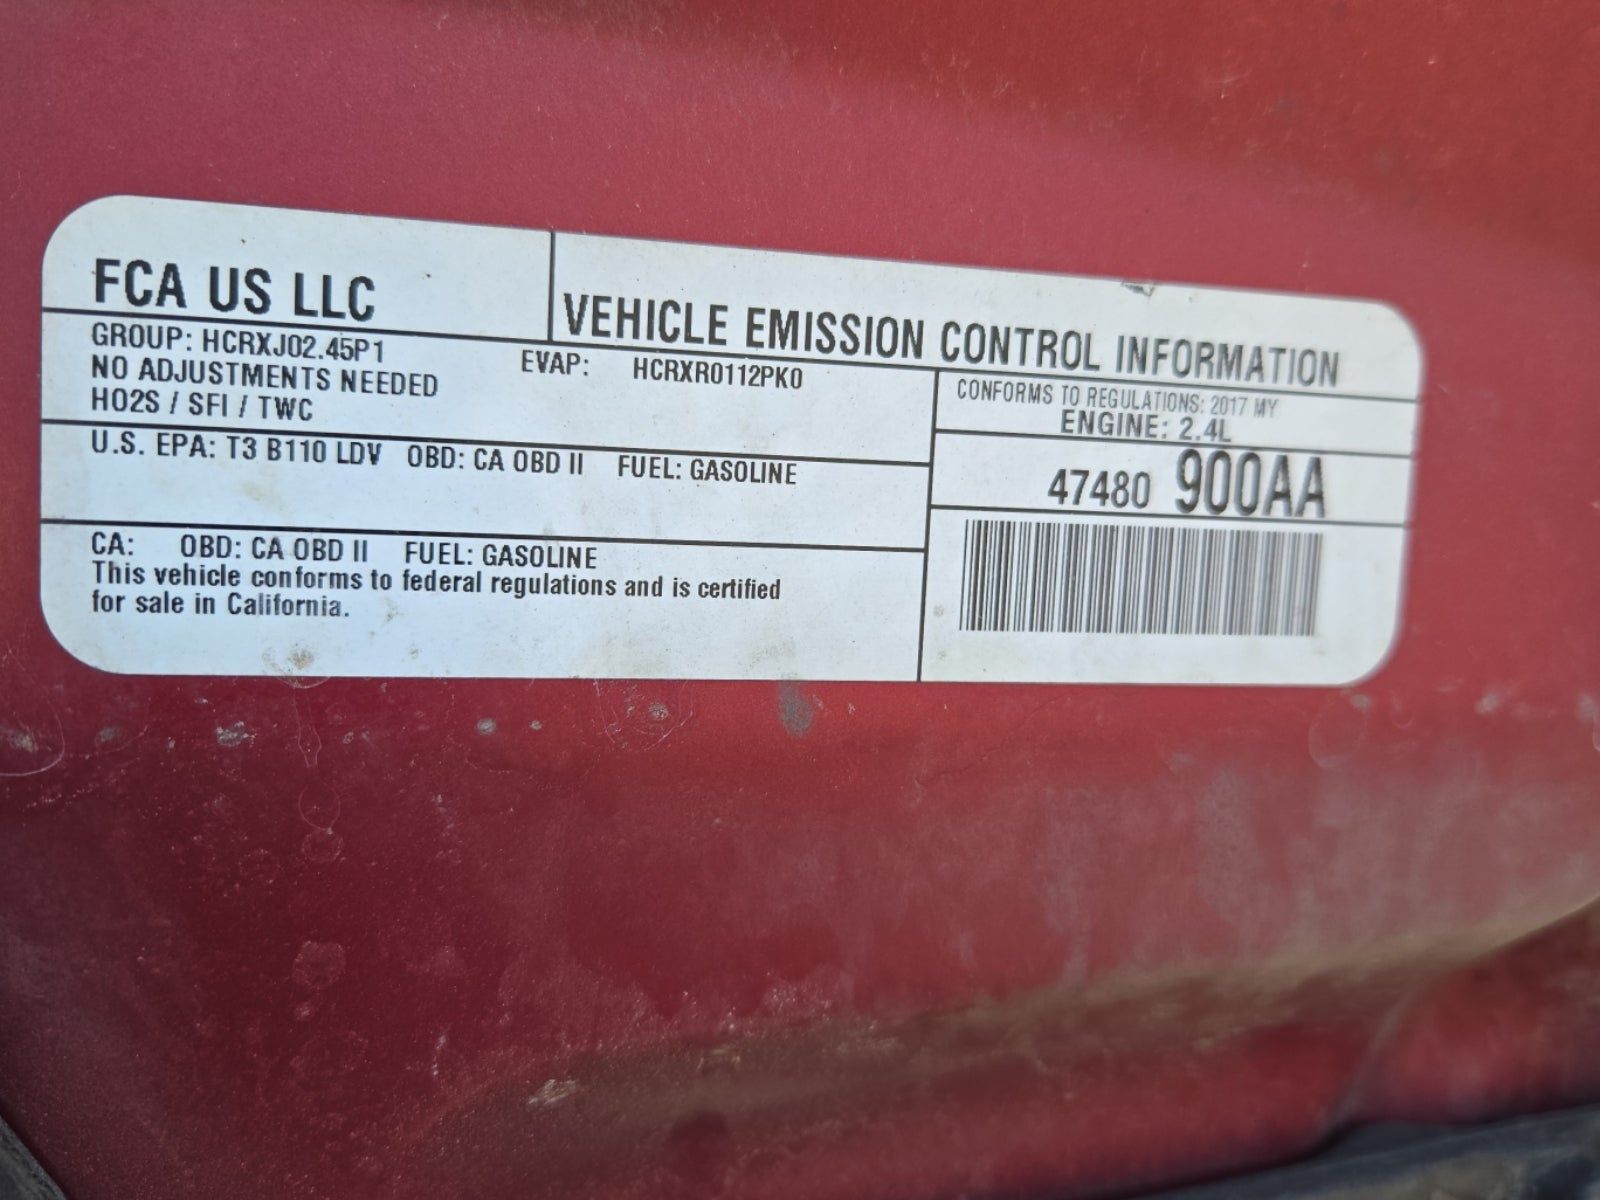 FCA US LLC
VEHICLE EMISSION CONTROL INFORMATION
GROUP: HCRXJ02.45P1
EVAP: HCRXR0112PK0
NO ADJUSTMENTS NEEDED
HO2S / SFI / TWC
CONFORMS TO REGULATIONS: 2017 MY
ENGINE: 2.4L
U.S. EPA: T3 B110 LDV OBD: CA OBD II FUEL: GASOLINE
47480 900AA
CA: OBD: CA OBD II FUEL: GASOLINE
This vehicle conforms to federal regulations and is certified
for sale in California.